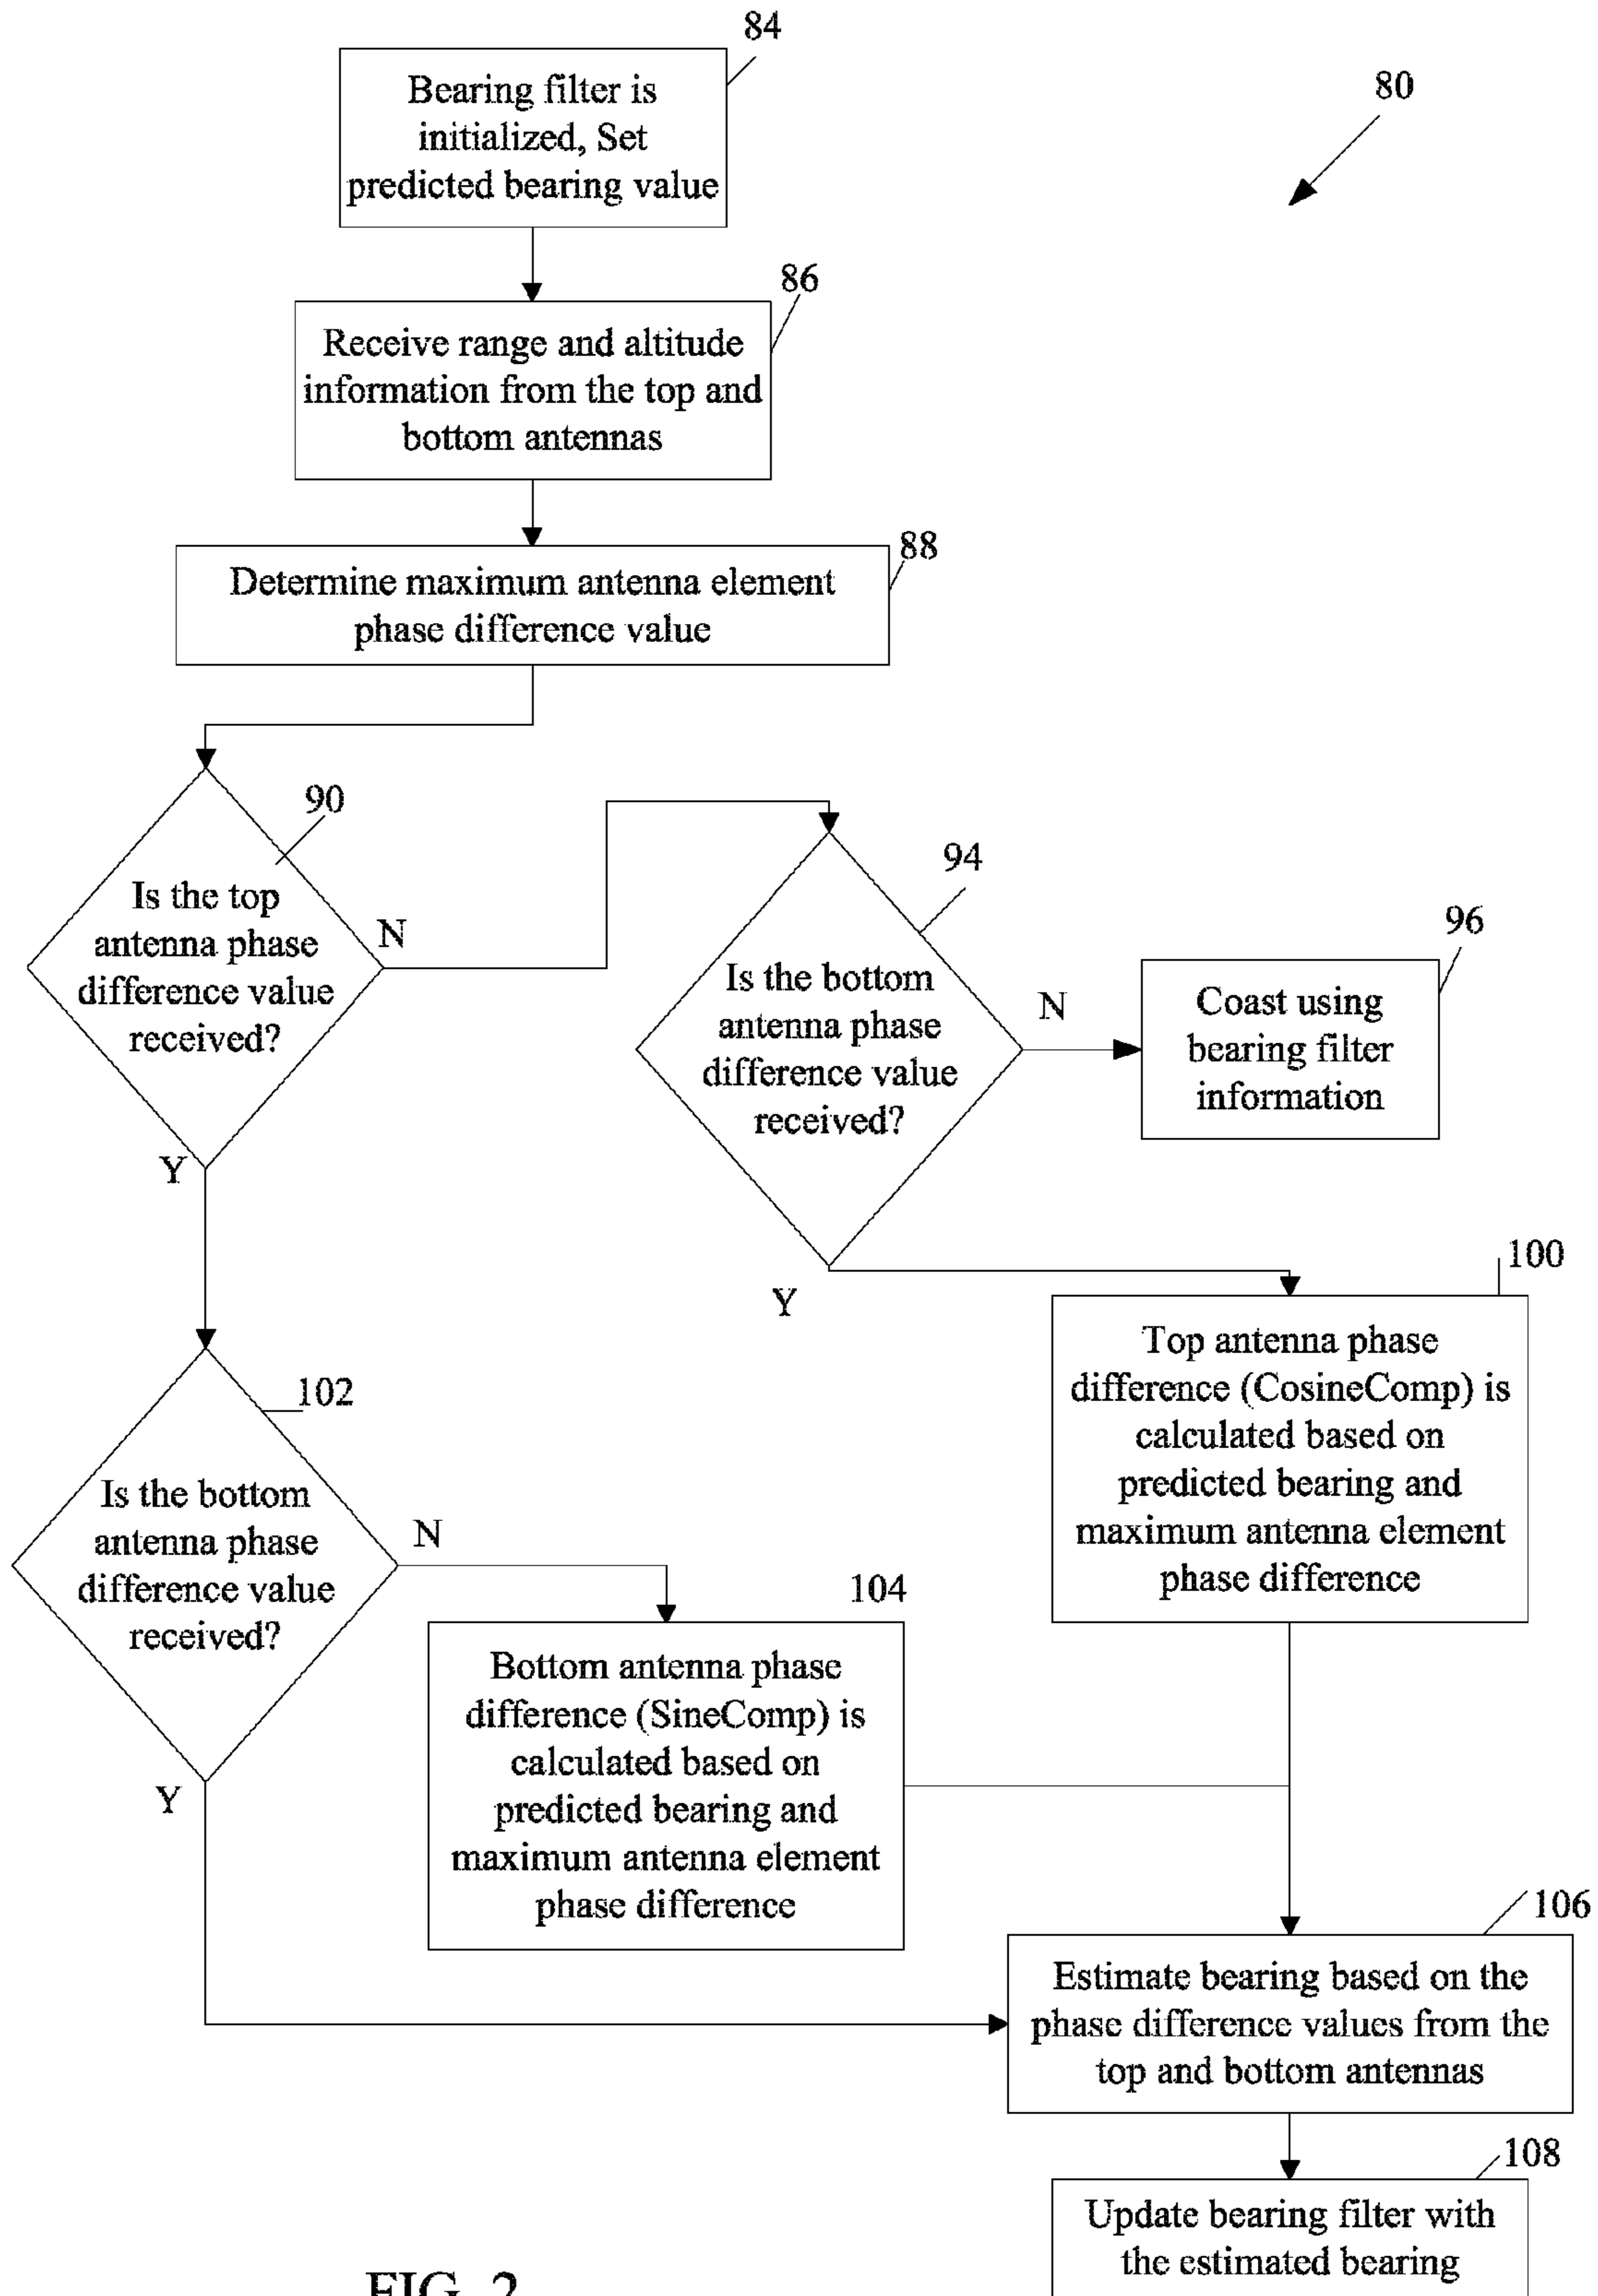 84
Bearing filter is
initialized, Set
predicted bearing value
80
86
Receive range and altitude
information from the top and
bottom antennas
88
Determine maximum antenna element
phase difference value
90
Is the top
antenna phase
difference value
received?
N
Y
94
Is the bottom
antenna phase
difference value
received?
N
Y
96
Coast using
bearing filter
information
100
Top antenna phase
difference (CosineComp) is
calculated based on
predicted bearing and
maximum antenna element
phase difference
102
Is the bottom
antenna phase
difference value
received?
N
Y
104
Bottom antenna phase
difference (SineComp) is
calculated based on
predicted bearing and
maximum antenna element
phase difference
106
Estimate bearing based on the
phase difference values from the
top and bottom antennas
108
Update bearing filter with
the estimated bearing
FIG. 2